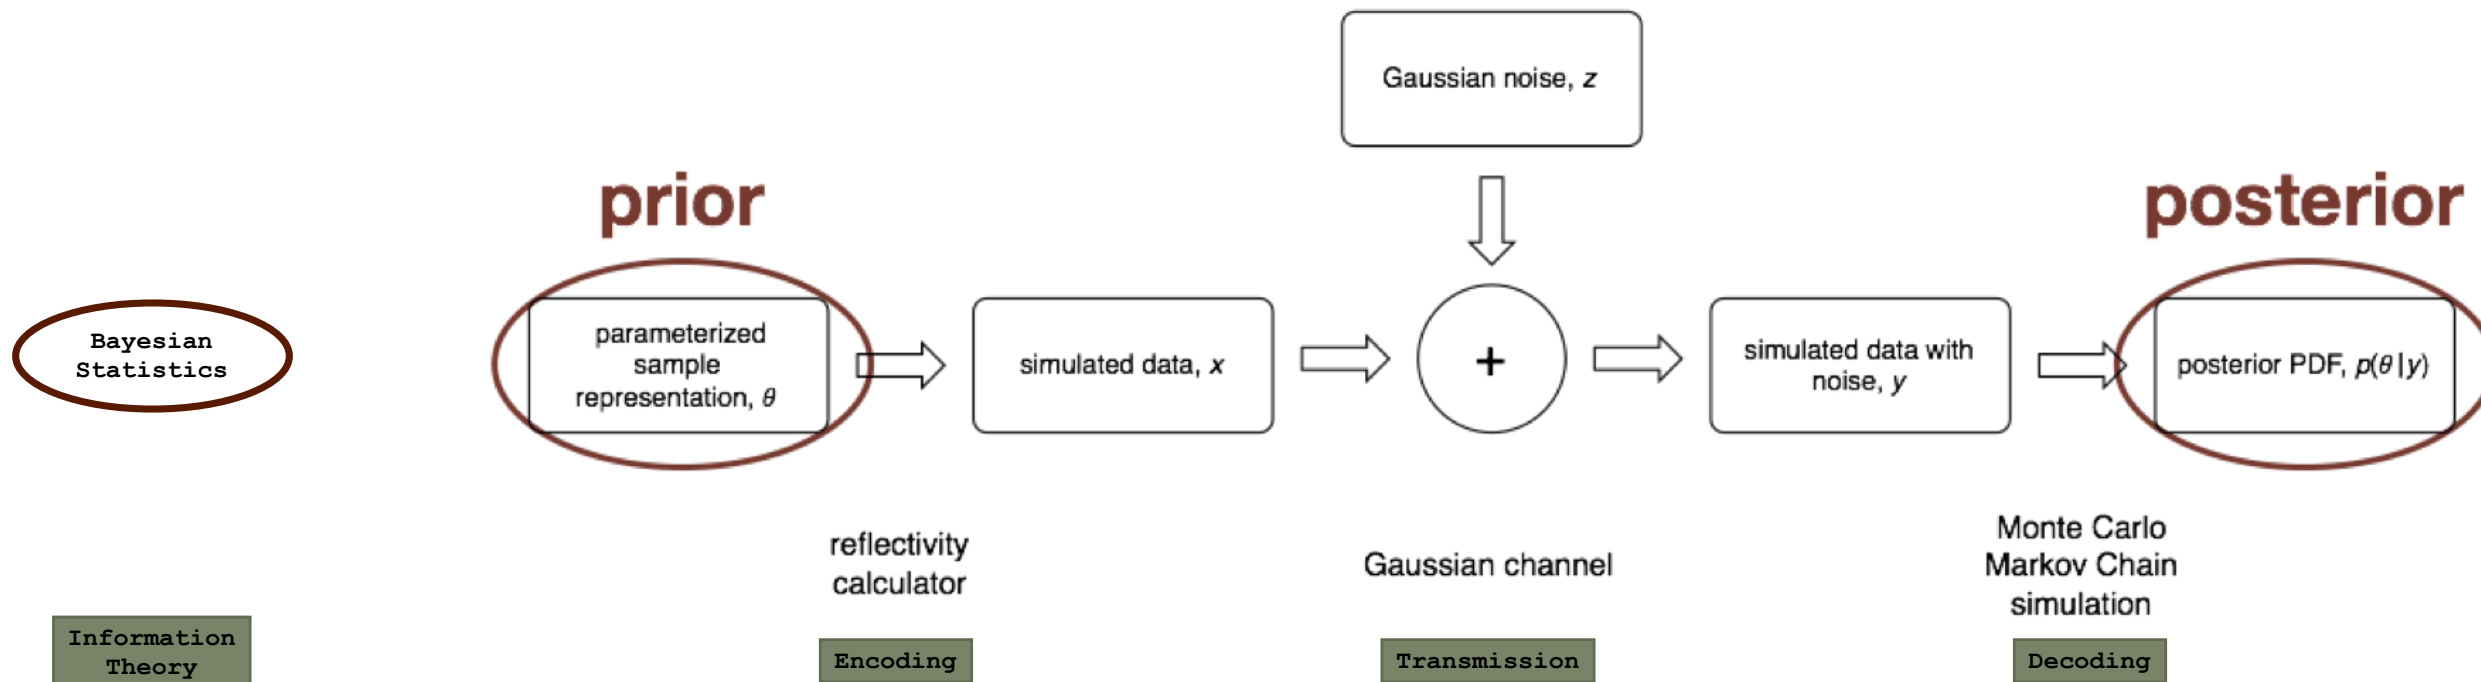 Gaussian noise, z
prior
posterior
Bayesian
Statistics
parameterized
sample
representation, θ
simulated data, x
+
simulated data with
noise, y
posterior PDF, p(θ|y)
reflectivity
calculator
Gaussian channel
Monte Carlo
Markov Chain
simulation
Information
Theory
Encoding
Transmission
Decoding